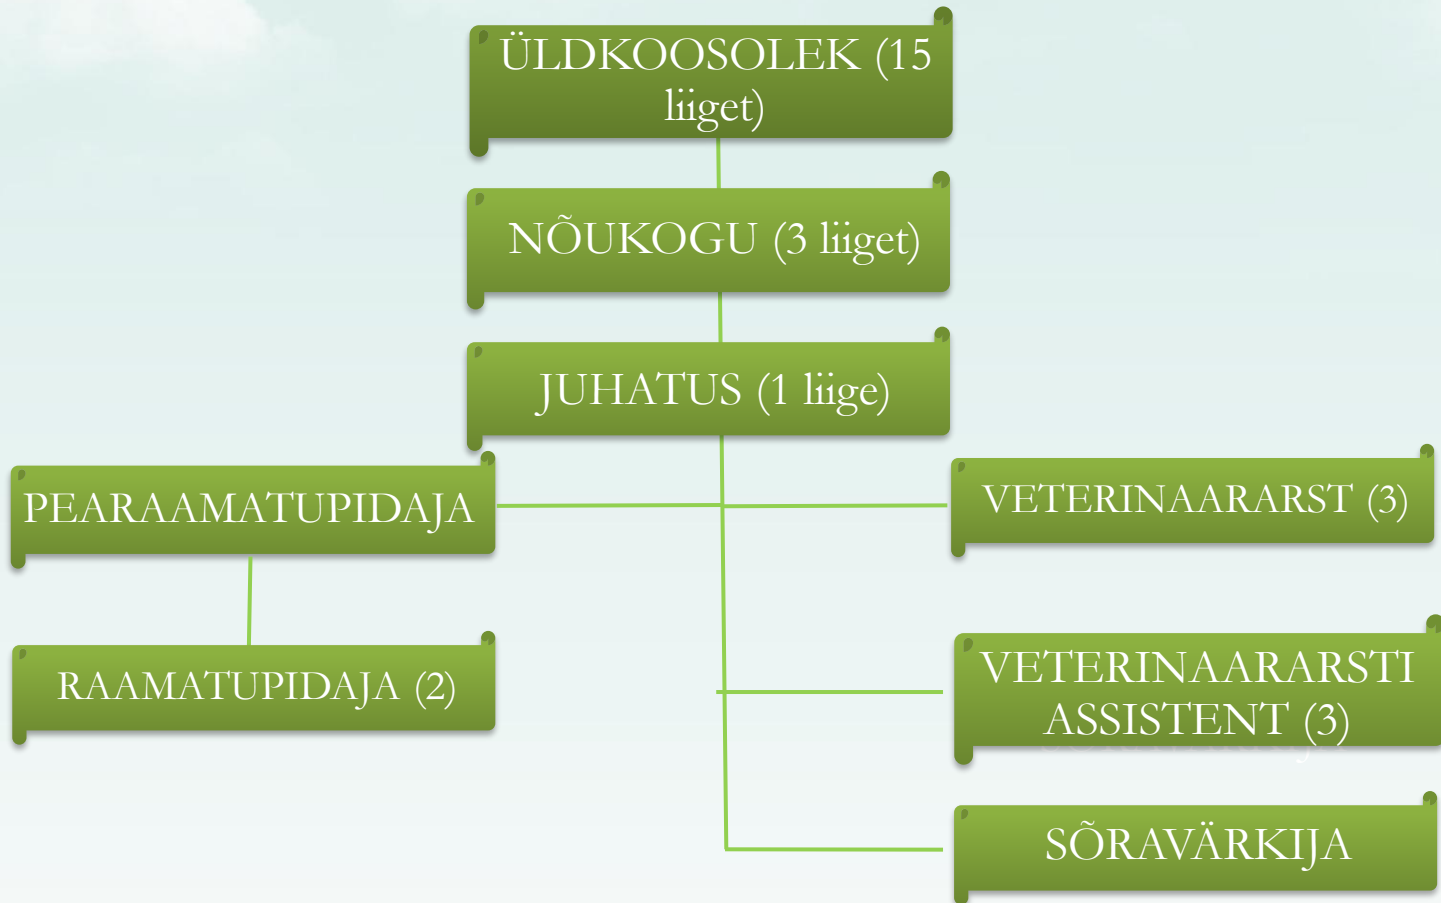 ÜLDKOOSOLEK (15
liiget)
NÕUKOGU (3 liiget)
JUHATUS (1 liige)
PEARAAMATUPIDAJA
VETERINAARARST (3)
RAAMATUPIDAJA (2)
VETERINAARARSTI
ASSISTENT (3)
SÕRAVÄRKIJA